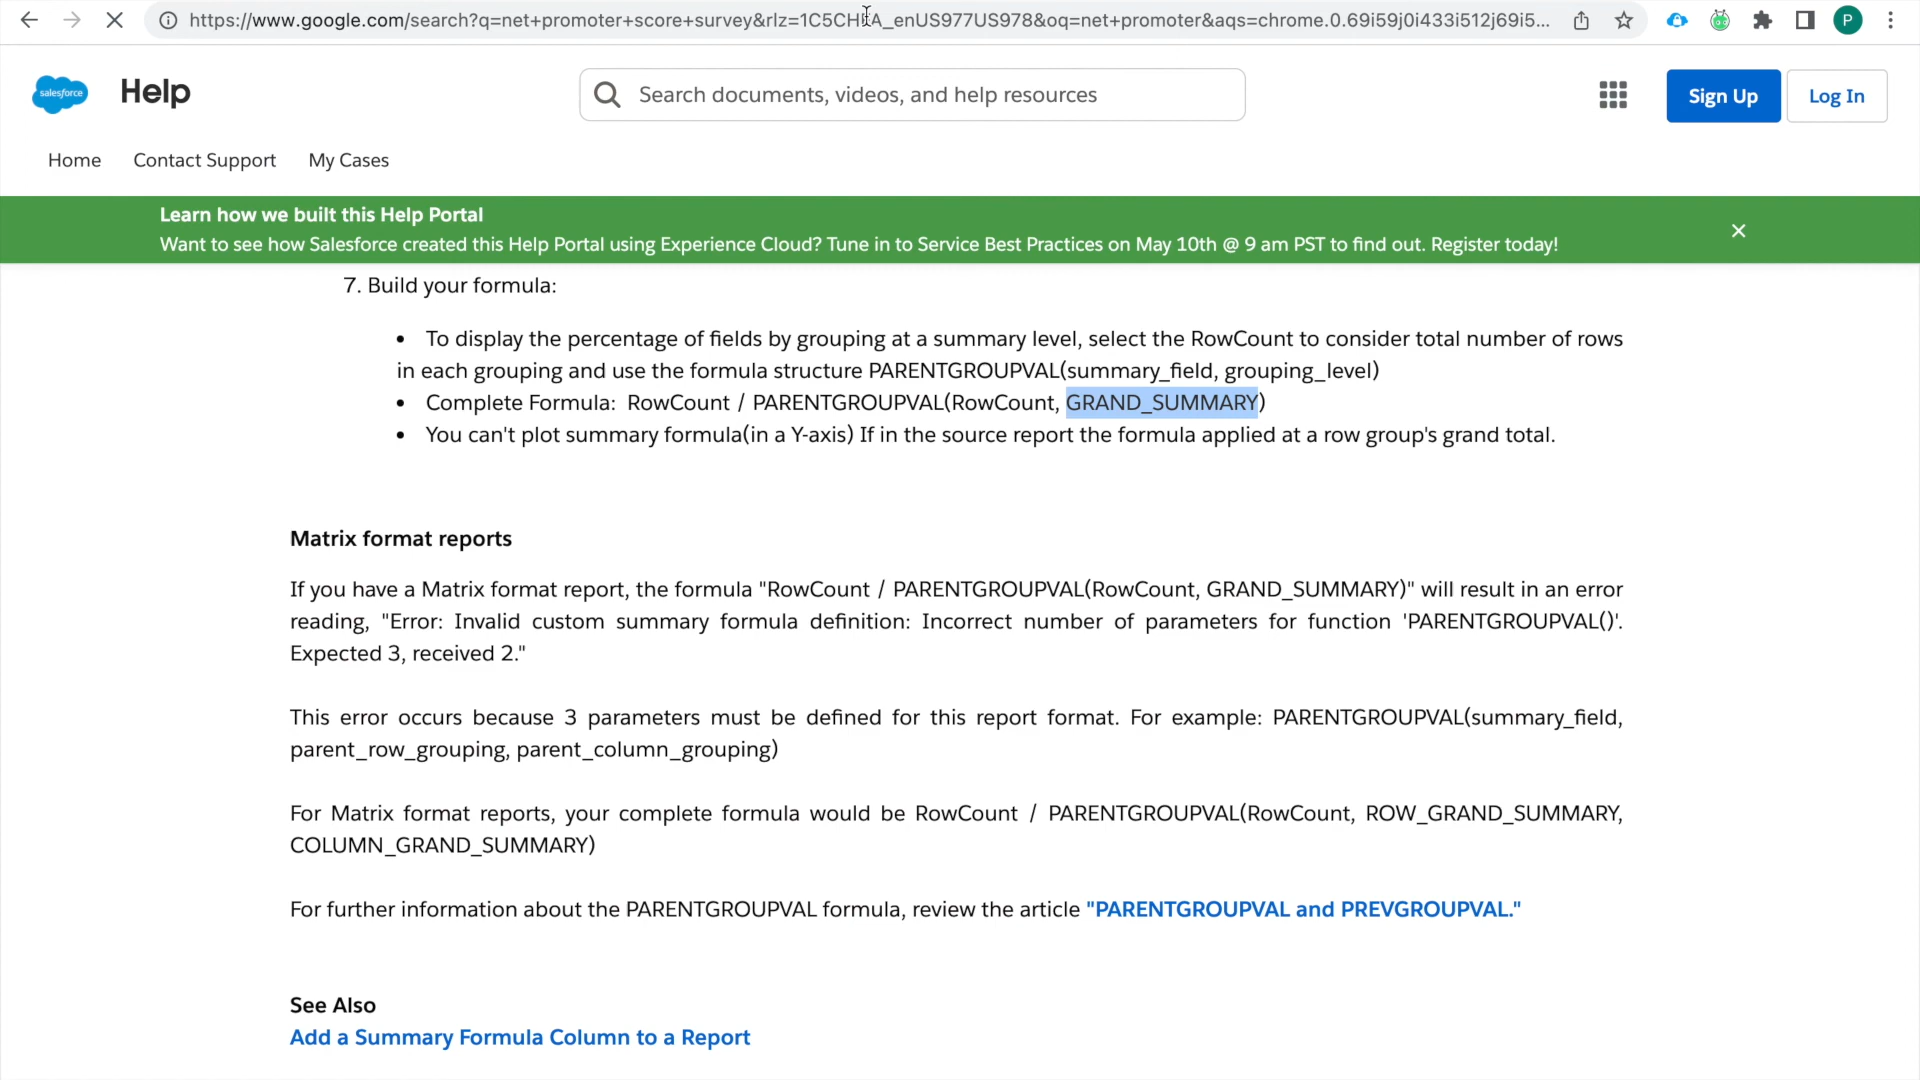 https://www.google.com/search?q=net+promoter+score+survey&rlz=1C5CHFA_enUS977US978&oq=net+promoter&aqs=chrome.0.69i59j0i433i512j69i5...
P
salesforce
Help
Search documents, videos, and help resources
Sign Up
Log In
Home
Contact Support
My Cases
Learn how we built this Help Portal
Want to see how Salesforce created this Help Portal using Experience Cloud? Tune in to Service Best Practices on May 10th @ 9 am PST to find out. Register today!
7. Build your formula:
• To display the percentage of fields by grouping at a summary level, select the RowCount to consider total number of rows
in each grouping and use the formula structure PARENTGROUPVAL(summary_field, grouping_level)
• Complete Formula: RowCount / PARENTGROUPVAL(RowCount, GRAND_SUMMARY)
• You can't plot summary formula(in a Y-axis) If in the source report the formula applied at a row group's grand total.
Matrix format reports
If you have a Matrix format report, the formula "RowCount / PARENTGROUPVAL(RowCount, GRAND_SUMMARY)" will result in an error
reading, "Error: Invalid custom summary formula definition: Incorrect number of parameters for function 'PARENTGROUPVAL()'.
Expected 3, received 2."
This error occurs because 3 parameters must be defined for this report format. For example: PARENTGROUPVAL(summary_field,
parent_row_grouping, parent_column_grouping)
For Matrix format reports, your complete formula would be RowCount / PARENTGROUPVAL(RowCount, ROW_GRAND_SUMMARY,
COLUMN_GRAND_SUMMARY)
For further information about the PARENTGROUPVAL formula, review the article "PARENTGROUPVAL and PREVGROUPVAL."
See Also
Add a Summary Formula Column to a Report